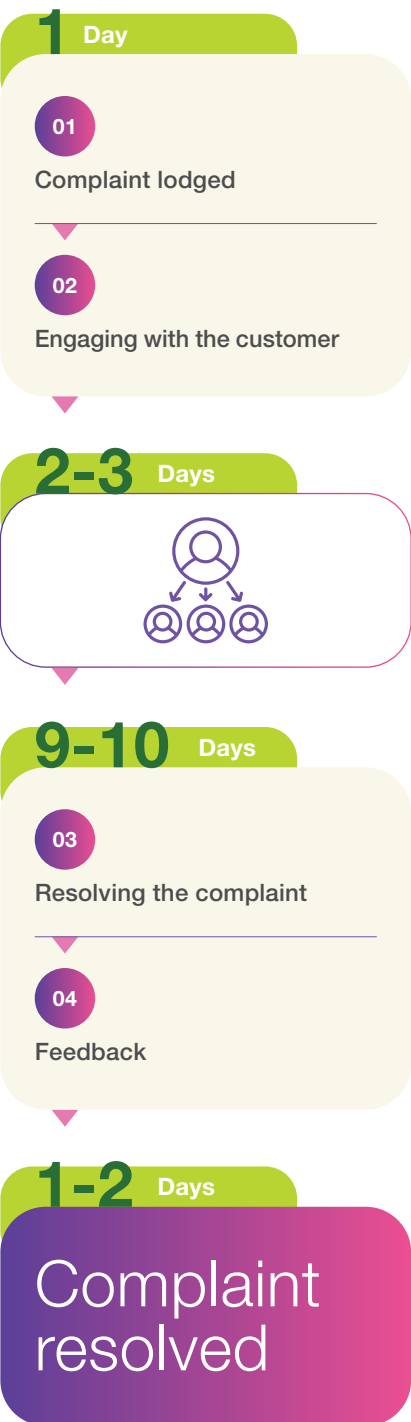 1 Day
01
Complaint lodged
02
Engaging with the customer
2-3 Days
9-10 Days
03
Resolving the complaint
04
Feedback
1-2 Days
Complaint
resolved